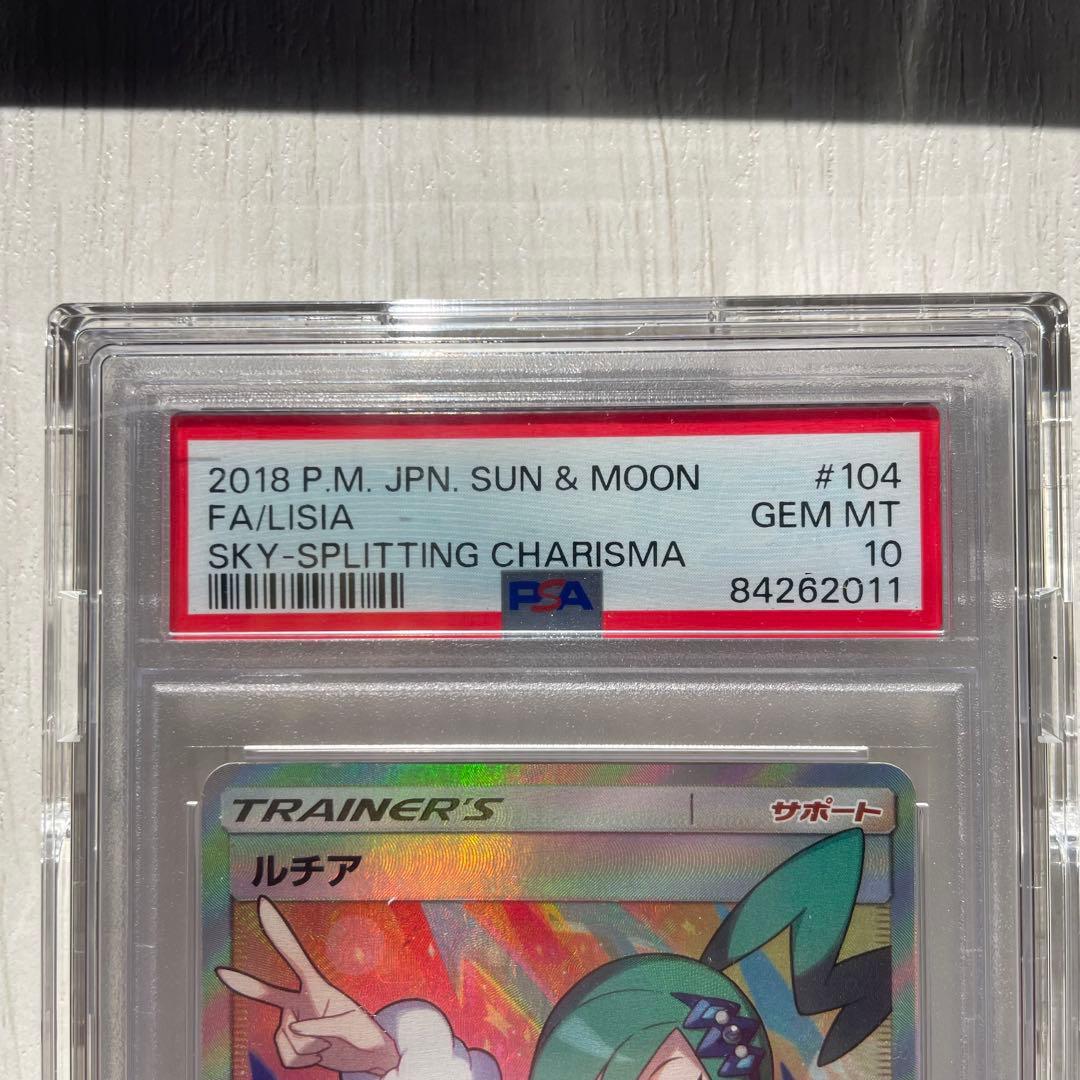 2018 P.M. JPN. SUN & MOON #104
FA/LISIA GEM MT
SKY-SPLITTING CHARISMA 10
PSA 84262011
TRAINER'S サポート
ルチア